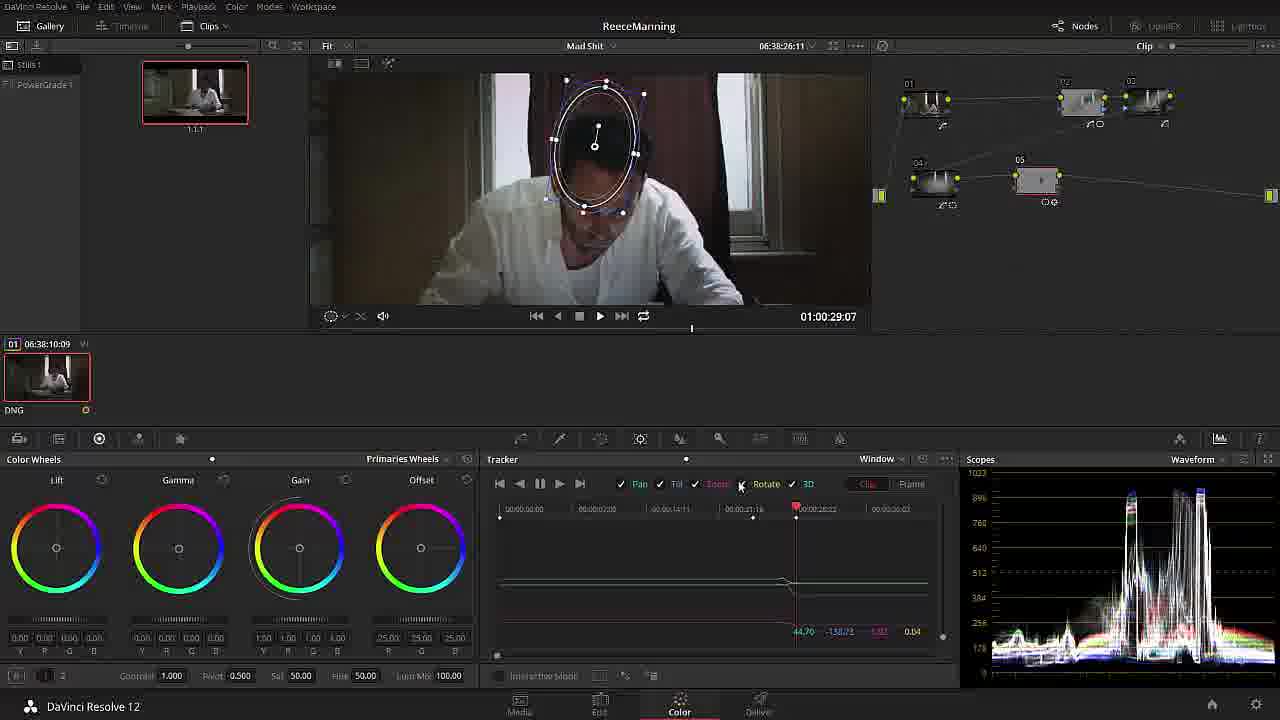 DaVinci Resolve File Edit View Mark Playback Color Modes Workspace
Gallery Timeline Clips ReeceManning Nodes OpenFX Lightbox
Fit Mad Shit 06:38:26:11 Clip
Stills 1
PowerGrade 1
1.1.1
01 02 03
04 05
01:00:29:07
01 06:38:10:09 V1
DNG
Color Wheels Primaries Wheels Tracker Window Scopes Waveform
Lift Gamma Gain Offset
Pan Tilt Zoom Rotate 3D Clip Frame
1023
896
768
640
512
384
256
128
0
44.70 -138.73 0.04
0.00 0.00 0.00 0.00 0.00 0.00 0.00 0.00 1.00 1.00 1.00 1.00 25.00 25.00 25.00
Y R G B Y R G B Y R G B R G B
2 Contrast 1.000 Pivot 0.500 Sat 50.00 Hue 50.00 Lum Mix 100.00 Interactive Mode
DaVinci Resolve 12 Media Edit Color Deliver